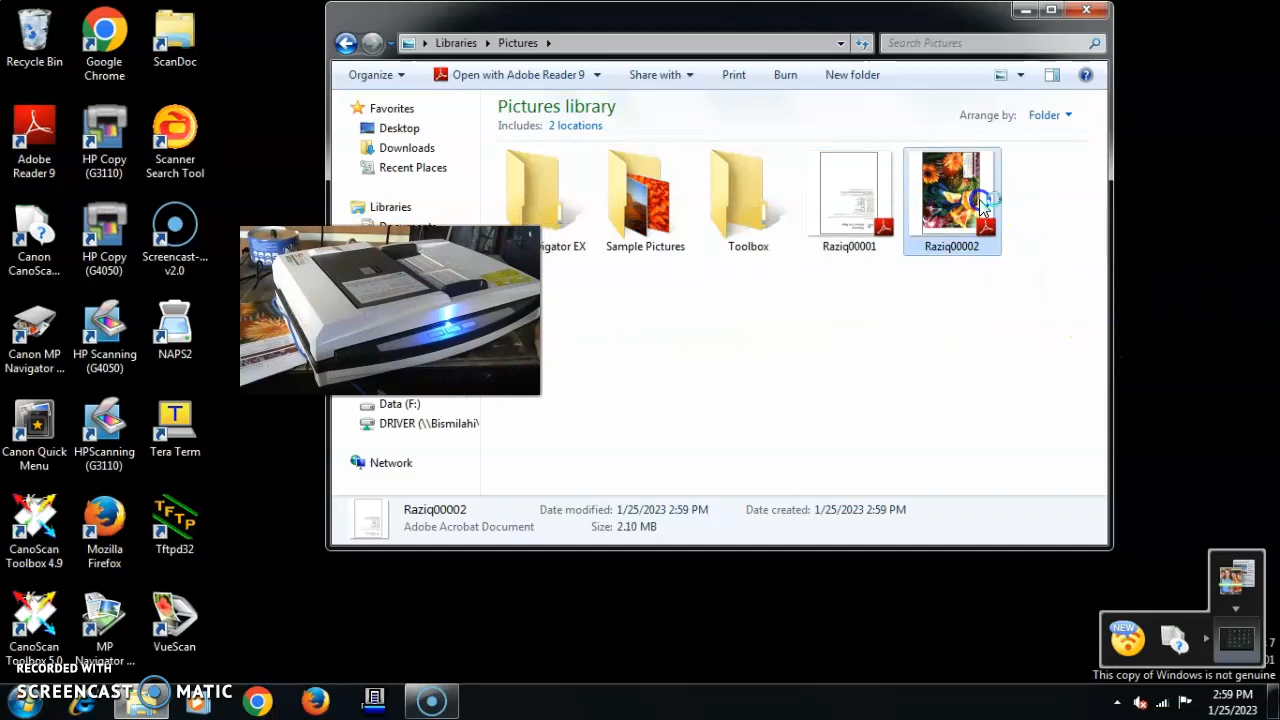 Recycle Bin
Google Chrome
ScanDoc
Adobe Reader 9
HP Copy (G3110)
Scanner Search Tool
Canon CanoSca...
HP Copy (G4050)
Screencast-... v2.0
Canon MP Navigator ...
HP Scanning (G4050)
NAPS2
Canon Quick Menu
HPScanning (G3110)
Tera Term
CanoScan Toolbox 4.9
Mozilla Firefox
TFTP
Tftpd32
CanoScan Toolbox 5.0
MP Navigator ...
VueScan
Libraries
Pictures
Search Pictures
Organize
Open with Adobe Reader 9
Share with
Print
Burn
New folder
Favorites
Desktop
Downloads
Recent Places
Libraries
Data (F:)
DRIVER (\\Bismilahi\
Network
Pictures library
Includes: 2 locations
Arrange by: Folder
igator EX
Sample Pictures
Toolbox
Raziq00001
Raziq00002
Raziq00002
Adobe Acrobat Document
Date modified: 1/25/2023 2:59 PM
Size: 2.10 MB
Date created: 1/25/2023 2:59 PM
NEW
7
01
This copy of Windows is not genuine
RECORDED WITH
SCREENCAST MATIC
2:59 PM
1/25/2023